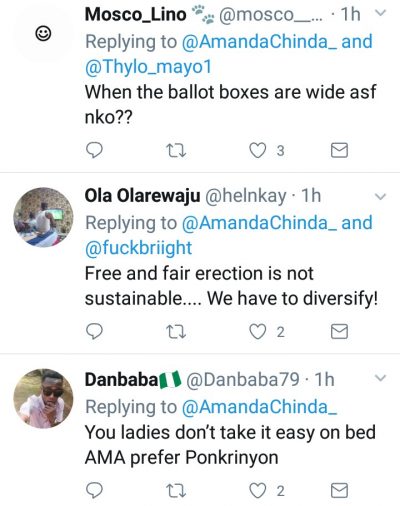 Mosco_Lino 🐾 @mosco__... · 1h
Replying to @AmandaChinda_ and
@Thylo_mayo1
When the ballot boxes are wide asf
nko??
3
Ola Olarewaju @helnkay · 1h
Replying to @AmandaChinda_ and
@fuckbriight
Free and fair erection is not
sustainable.... We have to diversify!
2
Danbaba🇳🇬 @Danbaba79 · 1h
Replying to @AmandaChinda_
You ladies don't take it easy on bed
AMA prefer Ponkrinyon
2